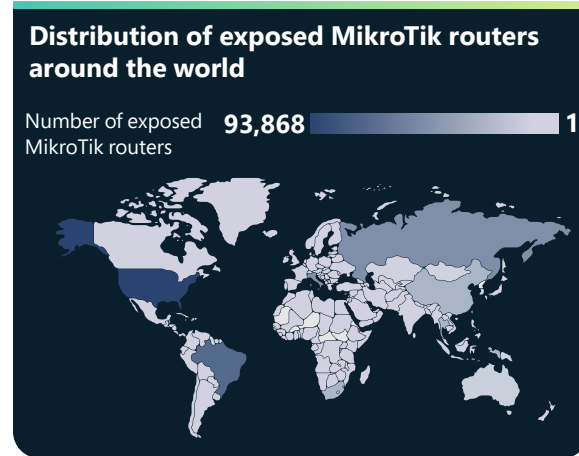 Distribution of exposed MikroTik routers
around the world
Number of exposed
MikroTik routers
93,868
1